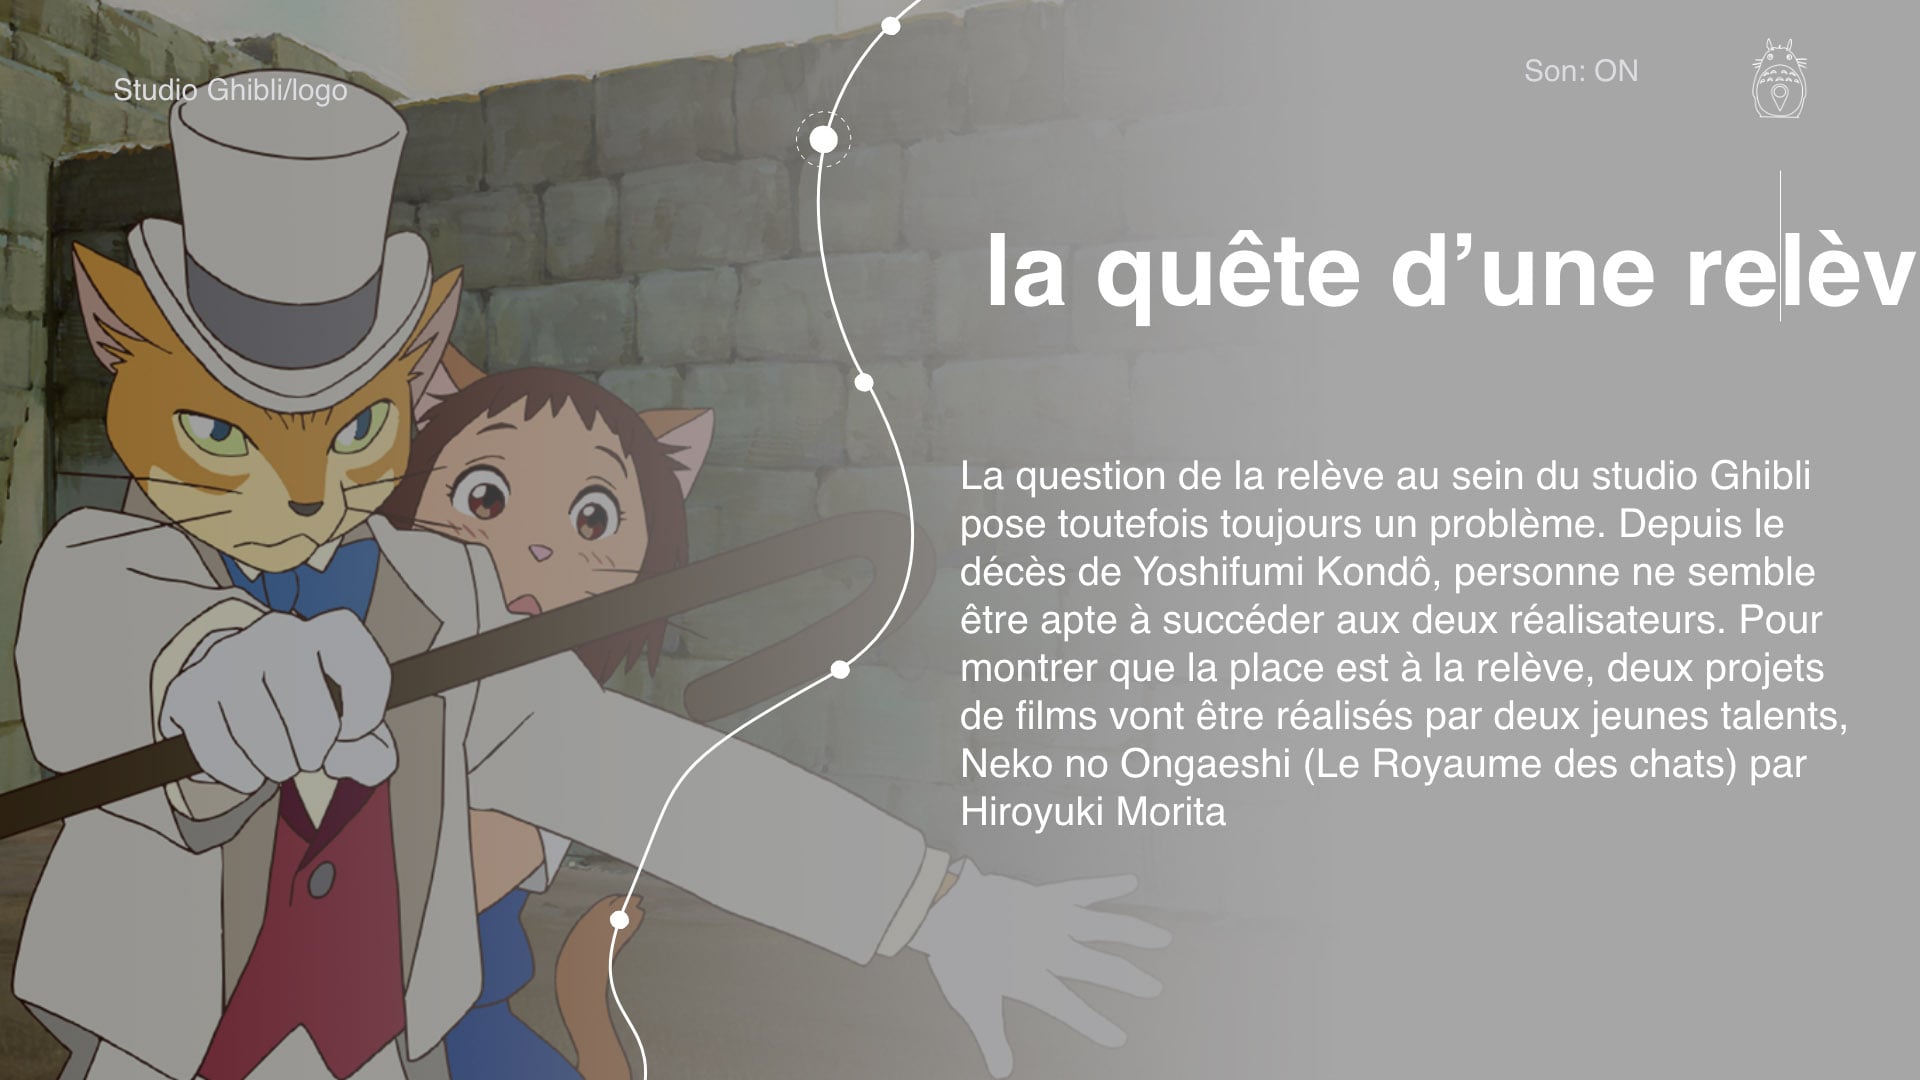 Studio Ghibli/logo
Son: ON
la quête d’une relèv
La question de la relève au sein du studio Ghibli
pose toutefois toujours un problème. Depuis le
décès de Yoshifumi Kondô, personne ne semble
être apte à succéder aux deux réalisateurs. Pour
montrer que la place est à la relève, deux projets
de films vont être réalisés par deux jeunes talents,
Neko no Ongaeshi (Le Royaume des chats) par
Hiroyuki Morita